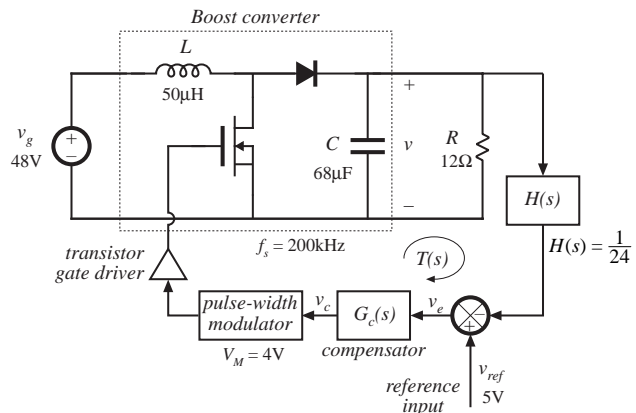 Boost converter
L
50μH
+
v_g
48V
+
–
C
68μF
v
R
12Ω
–
H(s)
H(s) = 1/24
f_s = 200kHz
T(s)
transistor
gate driver
pulse-width
modulator
V_M = 4V
v_c
G_c(s)
compensator
v_e
–
+
v_ref
5V
reference
input